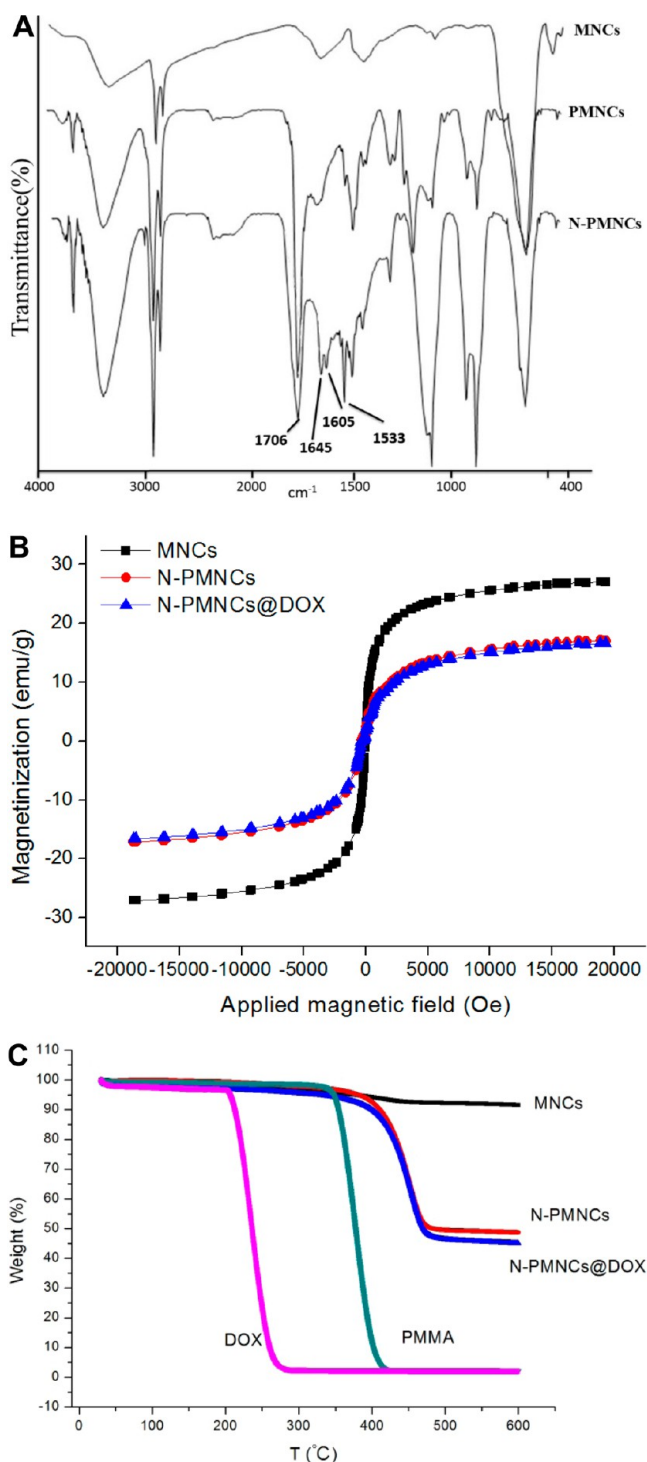 A
MNCs
PMNCs
N-PMNCs
Transmittance(%)
1706
1645
1605
1533
4000 3000 2000 1500 1000 400
cm-1
B
MNCs
N-PMNCs
N-PMNCs@DOX
Magnetinization (emu/g)
30
20
10
0
-10
-20
-30
-20000 -15000 -10000 -5000 0 5000 10000 15000 20000
Applied magnetic field (Oe)
C
Weight (%)
110
100
90
80
70
60
50
40
30
20
10
0
-10
MNCs
N-PMNCs
N-PMNCs@DOX
DOX
PMMA
0 100 200 300 400 500 600
T (°C)